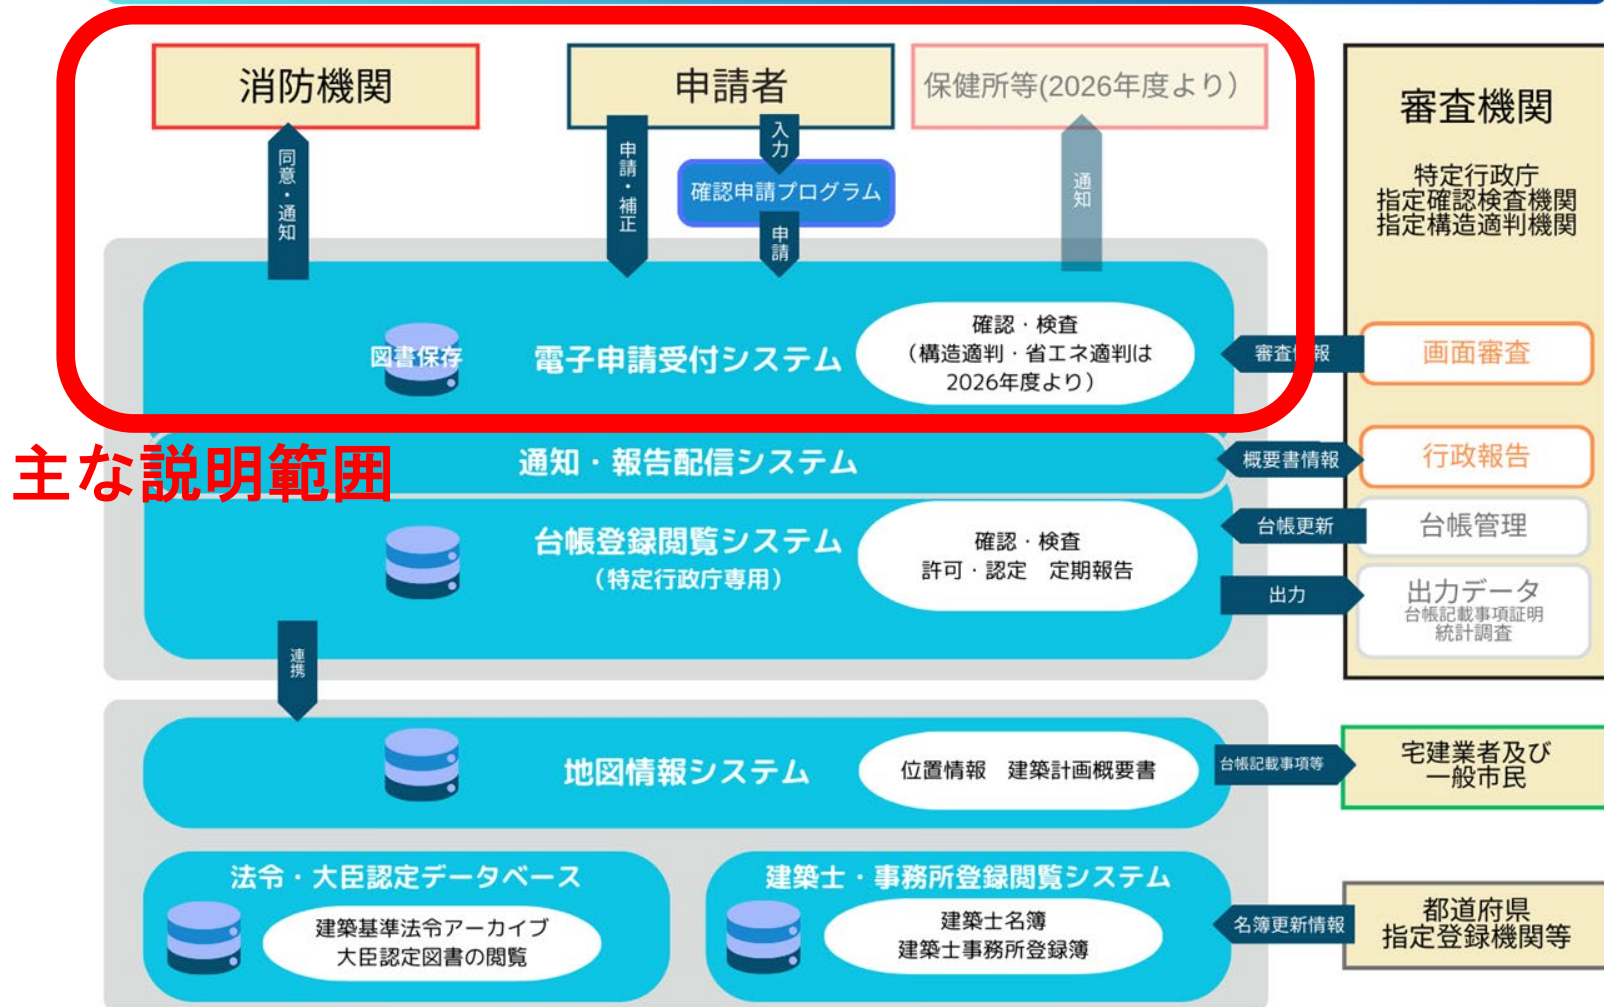 消防機関
申請者
保健所等(2026年度より）
審査機関
特定行政庁
指定確認検査機関
指定構造適判機関
同意・通知
申請・補正
入力
確認申請プログラム
申請
通知
図書保存
電子申請受付システム
確認・検査
（構造適判・省エネ適判は
2026年度より）
審査情報
画面審査
主な説明範囲
通知・報告配信システム
概要書情報
行政報告
台帳登録閲覧システム
（特定行政庁専用）
確認・検査
許可・認定　定期報告
台帳更新
台帳管理
出力
出力データ
台帳記載事項証明
統計調査
連携
地図情報システム
位置情報　建築計画概要書
台帳記載事項等
宅建業者及び
一般市民
法令・大臣認定データベース
建築基準法令アーカイブ
大臣認定図書の閲覧
建築士・事務所登録閲覧システム
建築士名簿
建築士事務所登録簿
名簿更新情報
都道府県
指定登録機関等